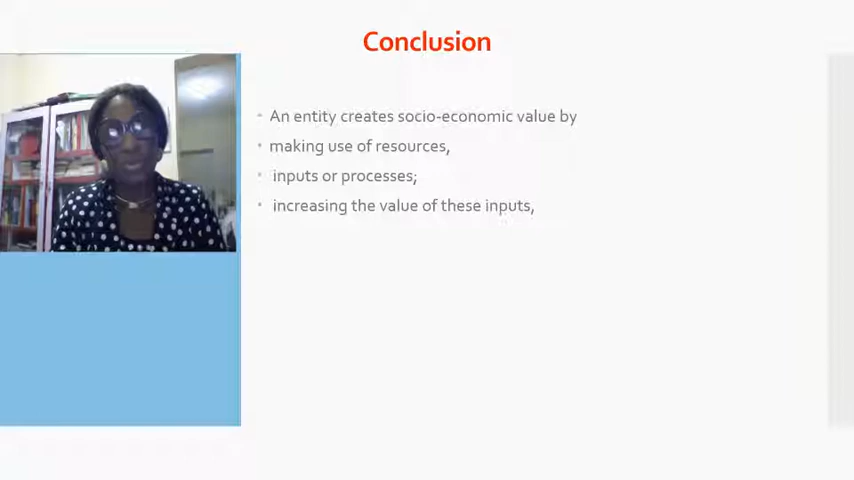 Conclusion
• An entity creates socio-economic value by
• making use of resources,
• inputs or processes;
• increasing the value of these inputs,